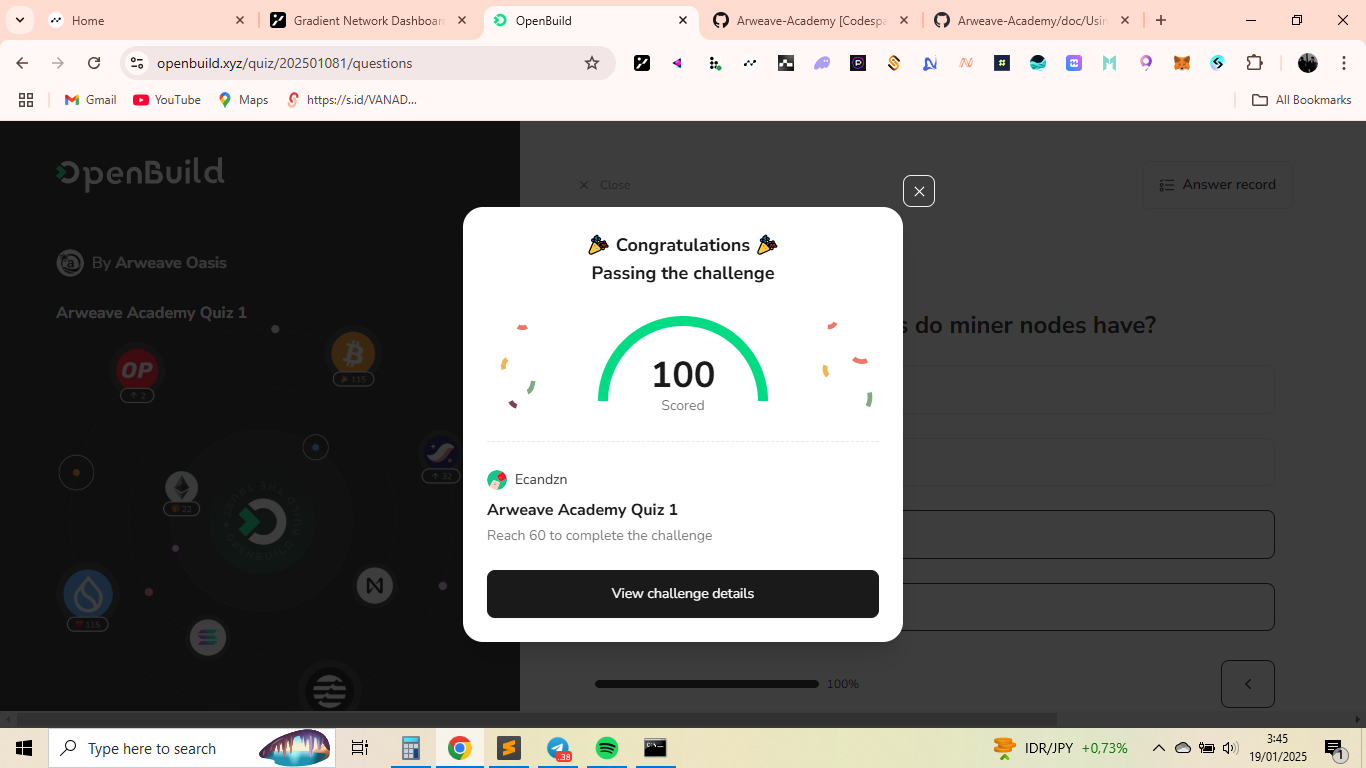 Home
Gradient Network Dashboard
OpenBuild
Arweave-Academy [Codespa
Arweave-Academy/doc/Usin
openbuild.xyz/quiz/202501081/questions
Gmail
YouTube
Maps
https://s.id/VANAD...
All Bookmarks
OpenBuild
Close
Answer record
By Arweave Oasis
Arweave Academy Quiz 1
s do miner nodes have?
OP
2
115
32
22
115
Congratulations
Passing the challenge
100
Scored
Ecandzn
Arweave Academy Quiz 1
Reach 60 to complete the challenge
View challenge details
100%
Type here to search
38
IDR/JPY +0,73%
3:45
19/01/2025
1